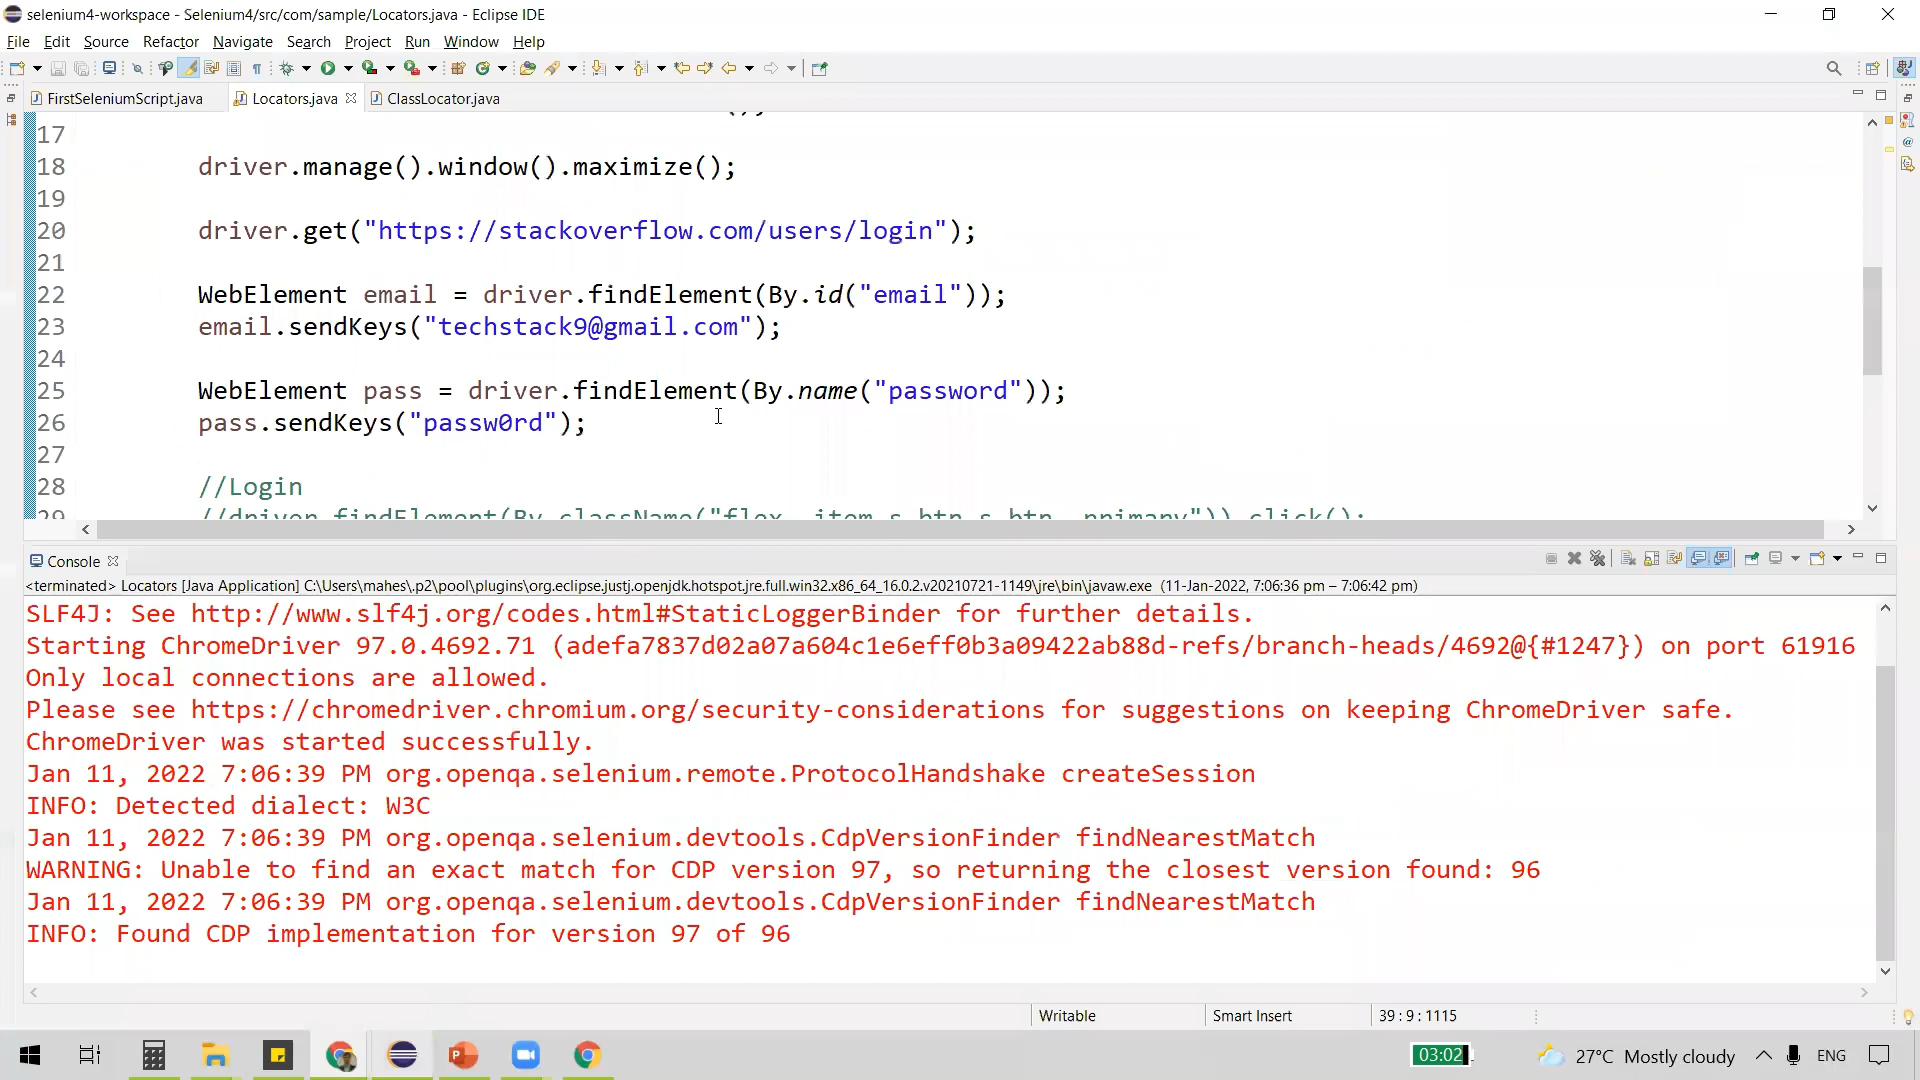 selenium4-workspace - Selenium4/src/com/sample/Locators.java - Eclipse IDE
File Edit Source Refactor Navigate Search Project Run Window Help
FirstSeleniumScript.java Locators.java ClassLocator.java
17
18 driver.manage().window().maximize();
19
20 driver.get("https://stackoverflow.com/users/login");
21
22 WebElement email = driver.findElement(By.id("email"));
23 email.sendKeys("techstack9@gmail.com");
24
25 WebElement pass = driver.findElement(By.name("password"));
26 pass.sendKeys("passw0rd");
27
28 //Login
29 //driver.findElement(By.className("flex--item s-btn s-btn__primary")).click();
Console
<terminated> Locators [Java Application] C:\Users\mahes\.p2\pool\plugins\org.eclipse.justj.openjdk.hotspot.jre.full.win32.x86_64_16.0.2.v20210721-1149\jre\bin\javaw.exe (11-Jan-2022, 7:06:36 pm – 7:06:42 pm)
SLF4J: See http://www.slf4j.org/codes.html#StaticLoggerBinder for further details.
Starting ChromeDriver 97.0.4692.71 (adefa7837d02a07a604c1e6eff0b3a09422ab88d-refs/branch-heads/4692@{#1247}) on port 61916
Only local connections are allowed.
Please see https://chromedriver.chromium.org/security-considerations for suggestions on keeping ChromeDriver safe.
ChromeDriver was started successfully.
Jan 11, 2022 7:06:39 PM org.openqa.selenium.remote.ProtocolHandshake createSession
INFO: Detected dialect: W3C
Jan 11, 2022 7:06:39 PM org.openqa.selenium.devtools.CdpVersionFinder findNearestMatch
WARNING: Unable to find an exact match for CDP version 97, so returning the closest version found: 96
Jan 11, 2022 7:06:39 PM org.openqa.selenium.devtools.CdpVersionFinder findNearestMatch
INFO: Found CDP implementation for version 97 of 96
Writable Smart Insert 39 : 9 : 1115
03:02 27°C Mostly cloudy ENG